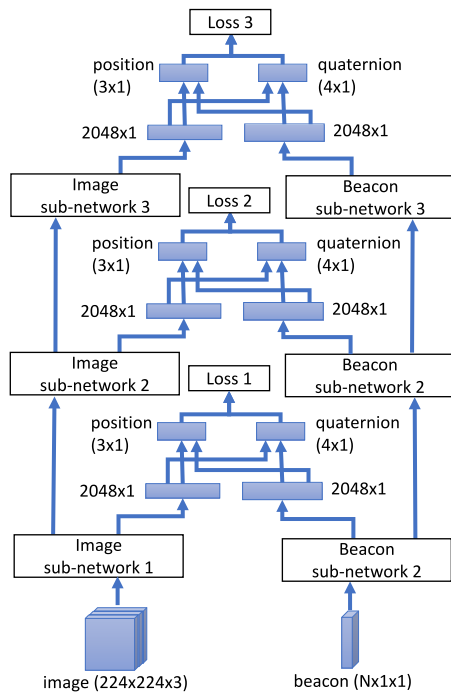 Loss 3
position
(3x1)
quaternion
(4x1)
2048x1
2048x1
Image
sub-network 3
Beacon
sub-network 3
Loss 2
position
(3x1)
quaternion
(4x1)
2048x1
2048x1
Image
sub-network 2
Beacon
sub-network 2
Loss 1
position
(3x1)
quaternion
(4x1)
2048x1
2048x1
Image
sub-network 1
Beacon
sub-network 2
image (224x224x3)
beacon (Nx1x1)